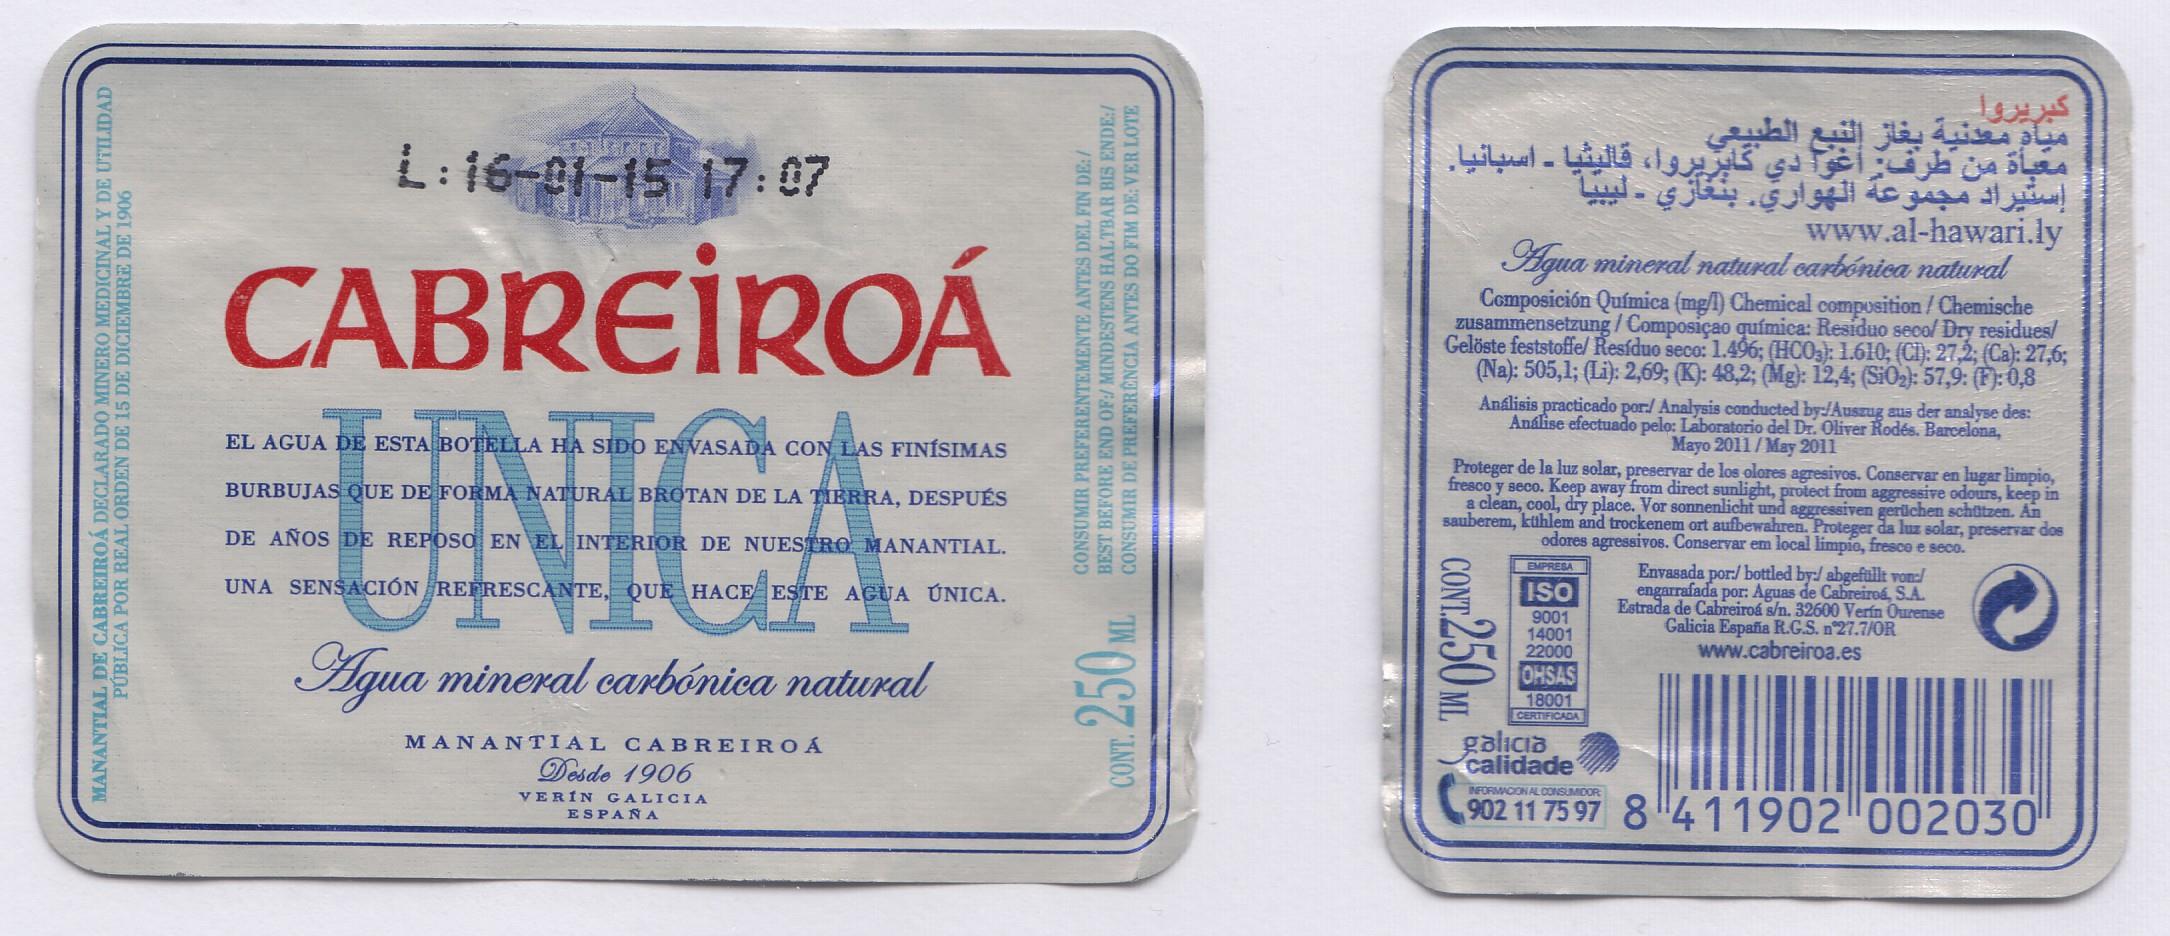 MANANTIAL DE CABREIROÁ DECLARADO MINERO MEDICINAL Y DE UTILIDAD
PÚBLICA POR REAL ORDEN DE 15 DE DICIEMBRE DE 1906
L:16-01-15 17:07
CABREIROÁ
UNICA
EL AGUA DE ESTA BOTELLA HA SIDO ENVASADA CON LAS FINÍSIMAS
BURBUJAS QUE DE FORMA NATURAL BROTAN DE LA TIERRA, DESPUÉS
DE AÑOS DE REPOSO EN EL INTERIOR DE NUESTRO MANANTIAL.
UNA SENSACIÓN REFRESCANTE, QUE HACE ESTE AGUA ÚNICA.
Agua mineral carbónica natural
MANANTIAL CABREIROÁ
Desde 1906
VERÍN GALICIA
ESPAÑA
CONSUMIR PREFERENTEMENTE ANTES DEL FIN DE:/
BEST BEFORE END OF:/ MINDESTENS HALTBAR BIS ENDE:/
CONSUMIR DE PREFERÊNCIA ANTES DO FIM DE: VER LOTE
CONT. 250 ML
كبريروا
مياه معدنية بغاز النبع الطبيعي
معبأة من طرف: أغوا دي كابريروا، قاليثيا - اسبانيا.
إستيراد مجموعة الهواري. بنغازي - ليبيا
www.al-hawari.ly
Agua mineral natural carbónica natural
Composición Química (mg/l) Chemical composition / Chemische
zusammensetzung / Composiçao química: Residuo seco/ Dry residues/
Gelöste feststoffe/ Resíduo seco: 1.496; (HCO3): 1.610; (Cl): 27,2; (Ca): 27,6;
(Na): 505,1; (Li): 2,69; (K): 48,2; (Mg): 12,4; (SiO2): 57,9: (F): 0,8
Análisis practicado por:/ Analysis conducted by:/Auszug aus der analyse des:
Análise efectuado pelo: Laboratorio del Dr. Oliver Rodés. Barcelona,
Mayo 2011 / May 2011
Proteger de la luz solar, preservar de los olores agresivos. Conservar en lugar limpio,
fresco y seco. Keep away from direct sunlight, protect from aggressive odours, keep in
a clean, cool, dry place. Vor sonnenlicht und aggressiven gerüchen schützen. An
sauberem, kühlem and trockenem ort aufbewahren. Proteger da luz solar, preservar dos
odores agressivos. Conservar em local limpio, fresco e seco.
CONT. 250 ML
EMPRESA
ISO
9001
14001
22000
OHSAS
18001
CERTIFICADA
Envasada por:/ bottled by:/ abgefüllt von:/
engarrafada por: Aguas de Cabreiroá, S.A.
Estrada de Cabreiroá s/n. 32600 Verín Ourense
Galicia España R.G.S. nº27.7/OR
www.cabreiroa.es
galicia
calidade
INFORMACION AL CONSUMIDOR:
902 11 75 97
8 411902 002030